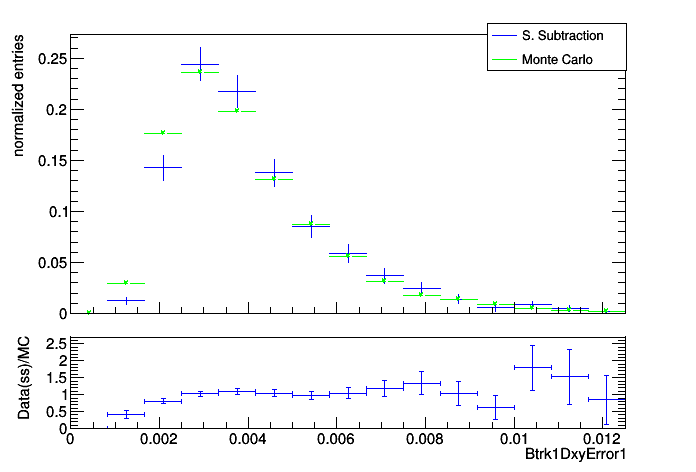 S. Subtraction
Monte Carlo
normalized entries
0.25
0.2
0.15
0.1
0.05
0
Data(ss)/MC
2.5
2
1.5
1
0.5
0
0 0.002 0.004 0.006 0.008 0.01 0.012
Btrk1DxyError1